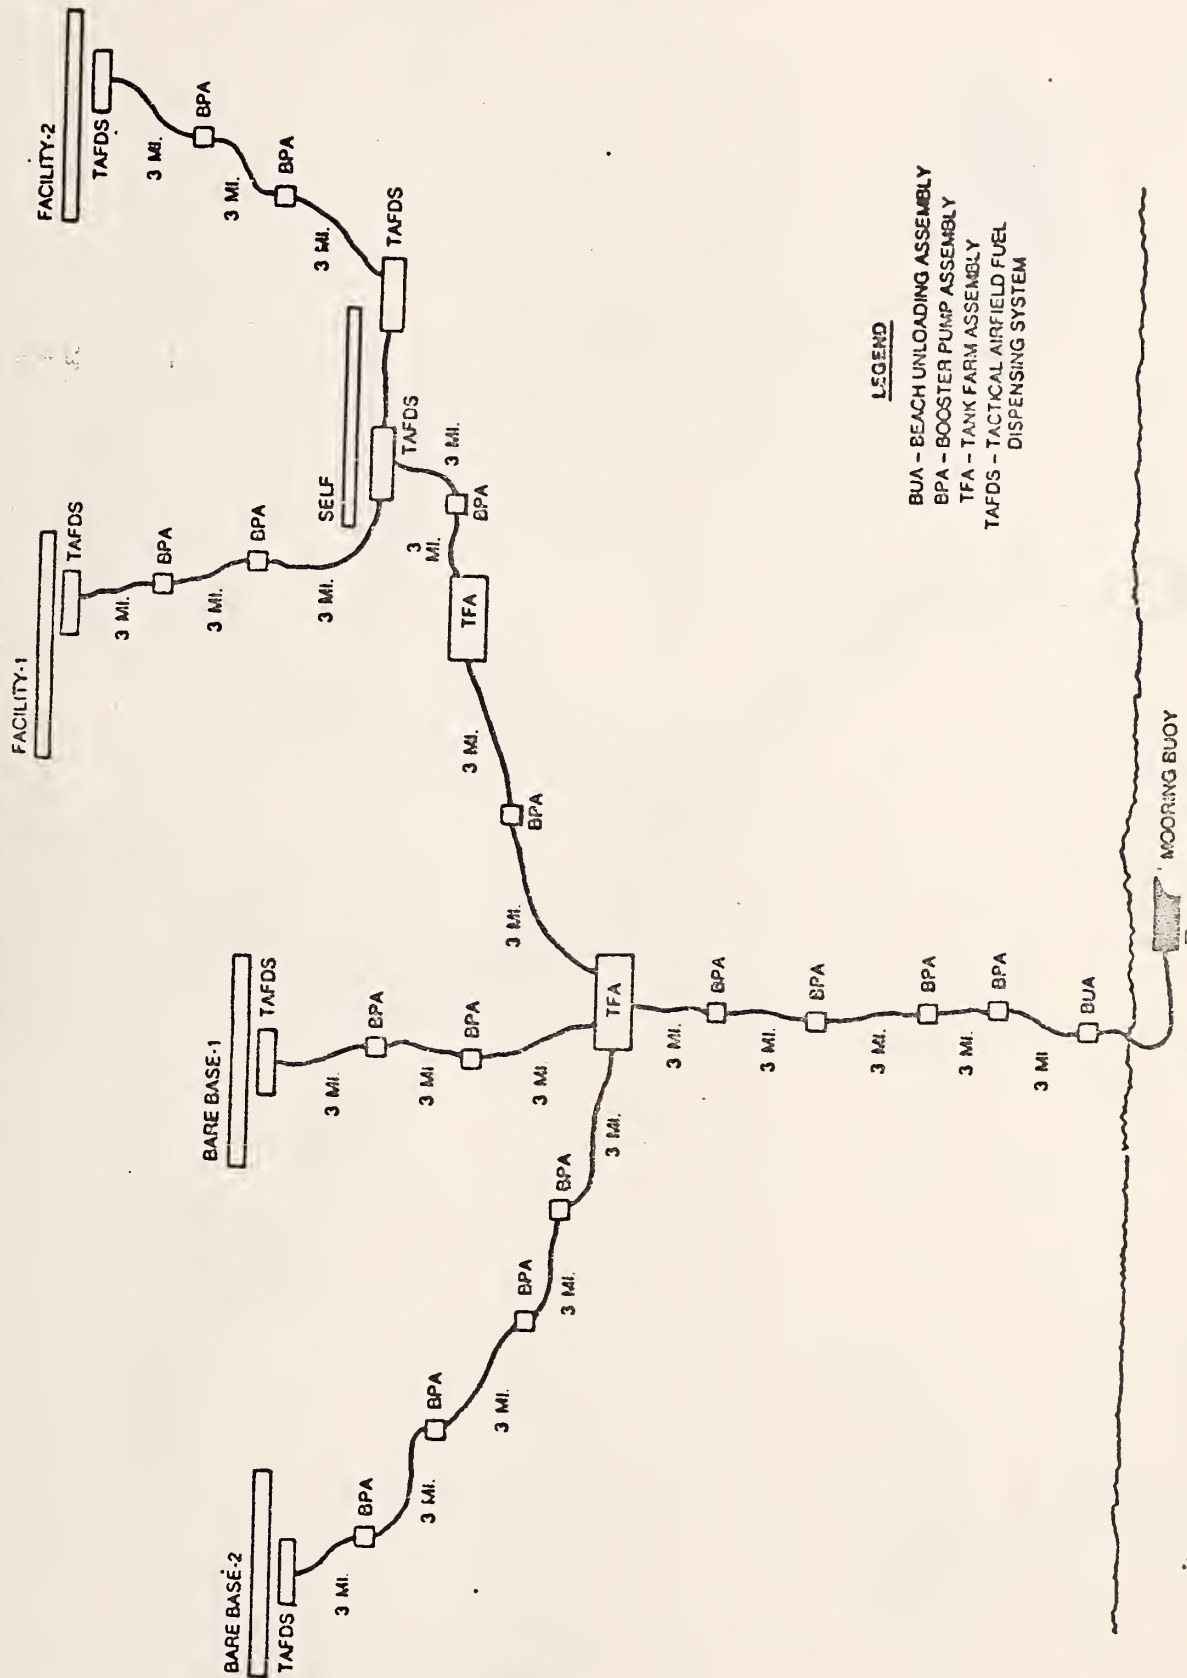 FACILITY-2
TAFDS
BPA
3 MI.
BPA
3 MI.
3 MI.
TAFDS
FACILITY-1
TAFDS
BPA
3 MI.
BPA
3 MI.
3 MI.
SELF
TAFDS
3 MI.
BPA
3
MI.
TFA
3 MI.
BPA
3 MI.
BARE BASE-1
TAFDS
BPA
3 MI.
BPA
3 MI
3 MI
TFA
BARE BASE-2
TAFDS
BPA
3 MI.
BPA
3 MI.
BPA
3 MI.
BPA
3 MI.
3 MI.
BPA
3 MI.
BPA
3 MI.
BPA
3 MI.
BPA
3 MI.
BUA
3 MI
MOORING BUOY
LEGEND
BUA - BEACH UNLOADING ASSEMBLY
BPA - BOOSTER PUMP ASSEMBLY
TFA - TANK FARM ASSEMBLY
TAFDS - TACTICAL AIRFIELD FUEL
DISPENSING SYSTEM